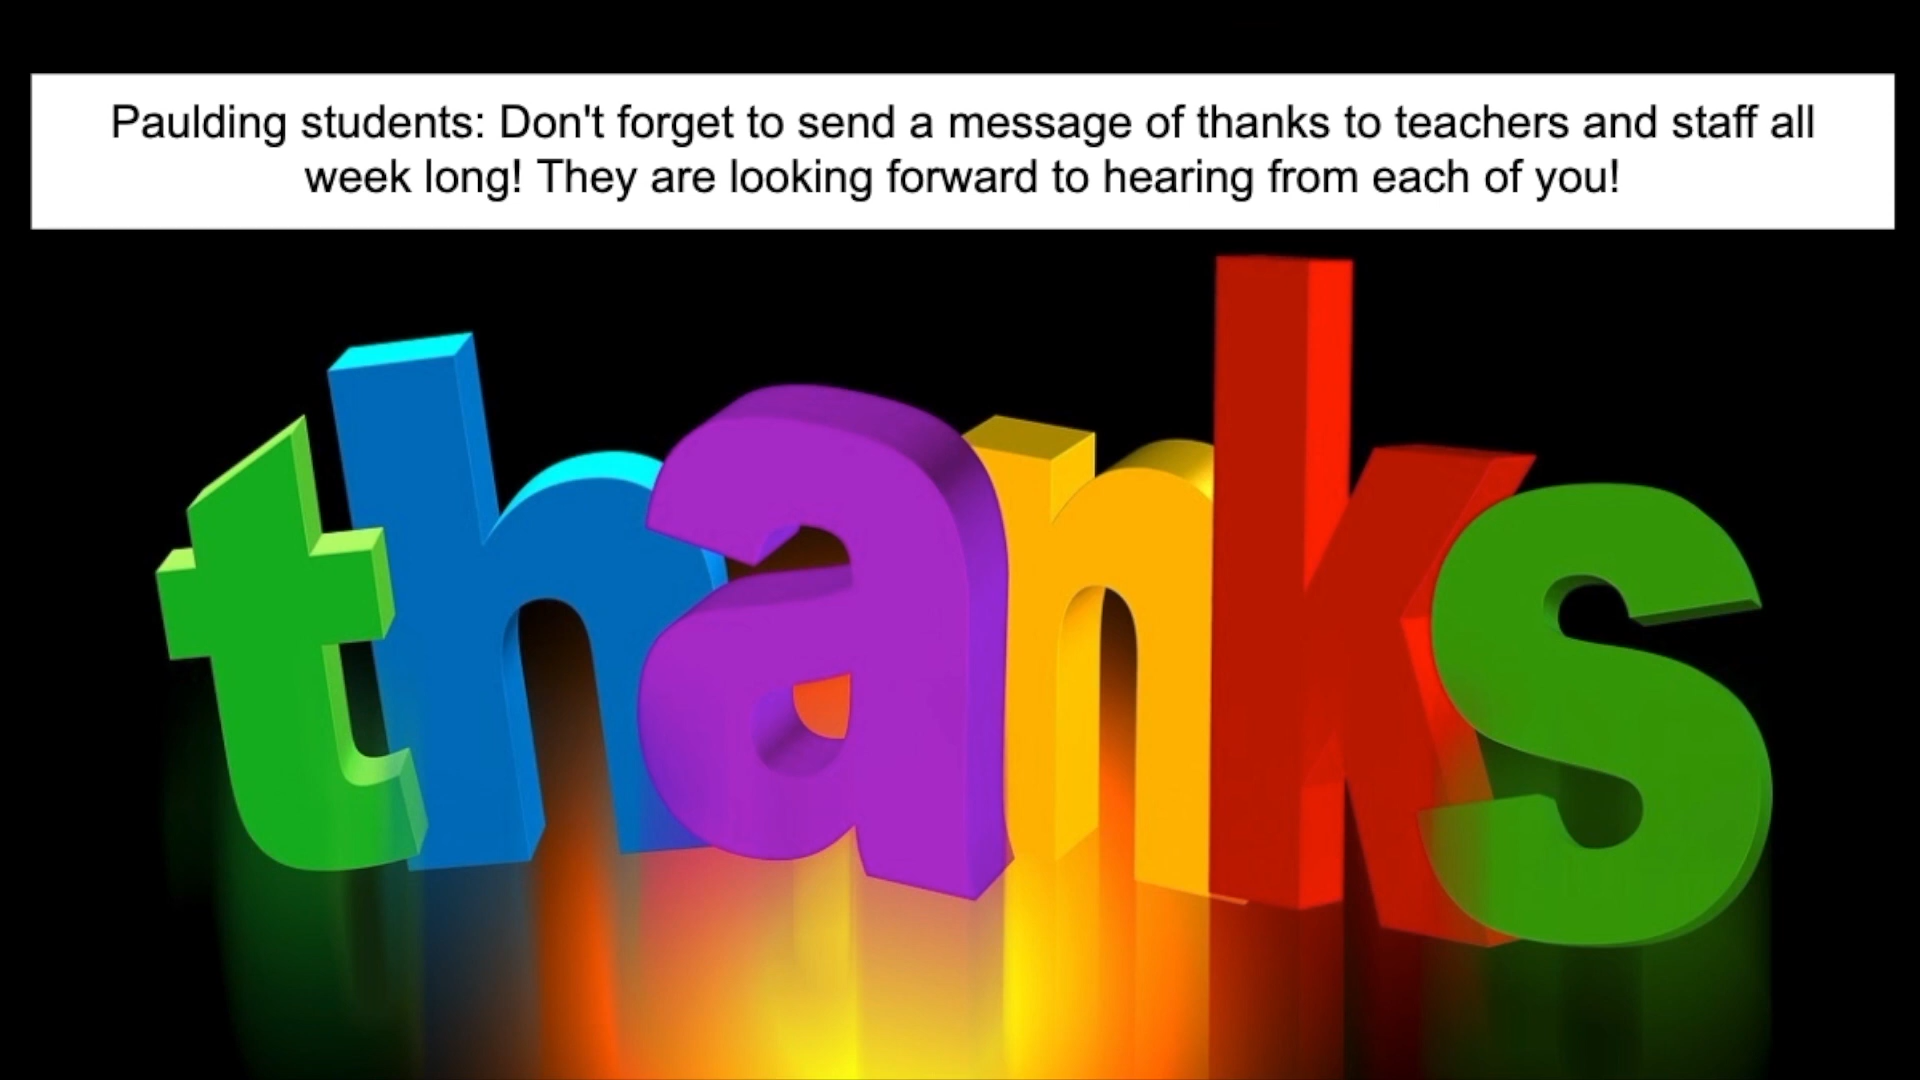 Paulding students: Don't forget to send a message of thanks to teachers and staff all
week long! They are looking forward to hearing from each of you!
thanks